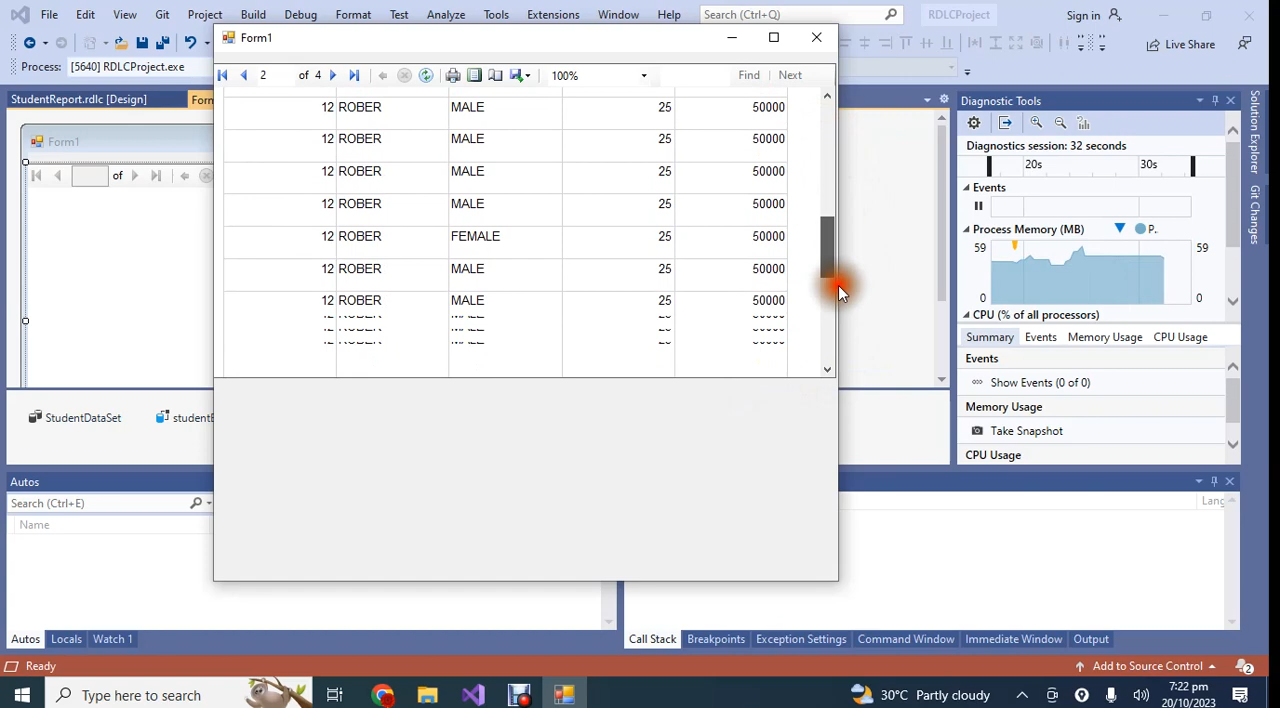 File Edit View Git Project Build Debug Format Test Analyze Tools Extensions Window Help Search (Ctrl+Q) RDLCProject Sign in
Live Share
Process: [5640] RDLCProject.exe
StudentReport.rdlc [Design] Form
Form1
2 of 4 100% Find Next
12 ROBER MALE 25 50000
12 ROBER MALE 25 50000
12 ROBER MALE 25 50000
12 ROBER MALE 25 50000
12 ROBER FEMALE 25 50000
12 ROBER MALE 25 50000
12 ROBER MALE 25 50000
Form1
of
StudentDataSet studentB
Diagnostic Tools
Diagnostics session: 32 seconds
20s 30s
Events
Process Memory (MB) P..
59 59
0 0
CPU (% of all processors)
Summary Events Memory Usage CPU Usage
Events
Show Events (0 of 0)
Memory Usage
Take Snapshot
CPU Usage
Solution Explorer
Git Changes
Autos
Search (Ctrl+E)
Name
Lang
Autos Locals Watch 1
Call Stack Breakpoints Exception Settings Command Window Immediate Window Output
Ready Add to Source Control 2
Type here to search 30°C Partly cloudy 7:22 pm
20/10/2023